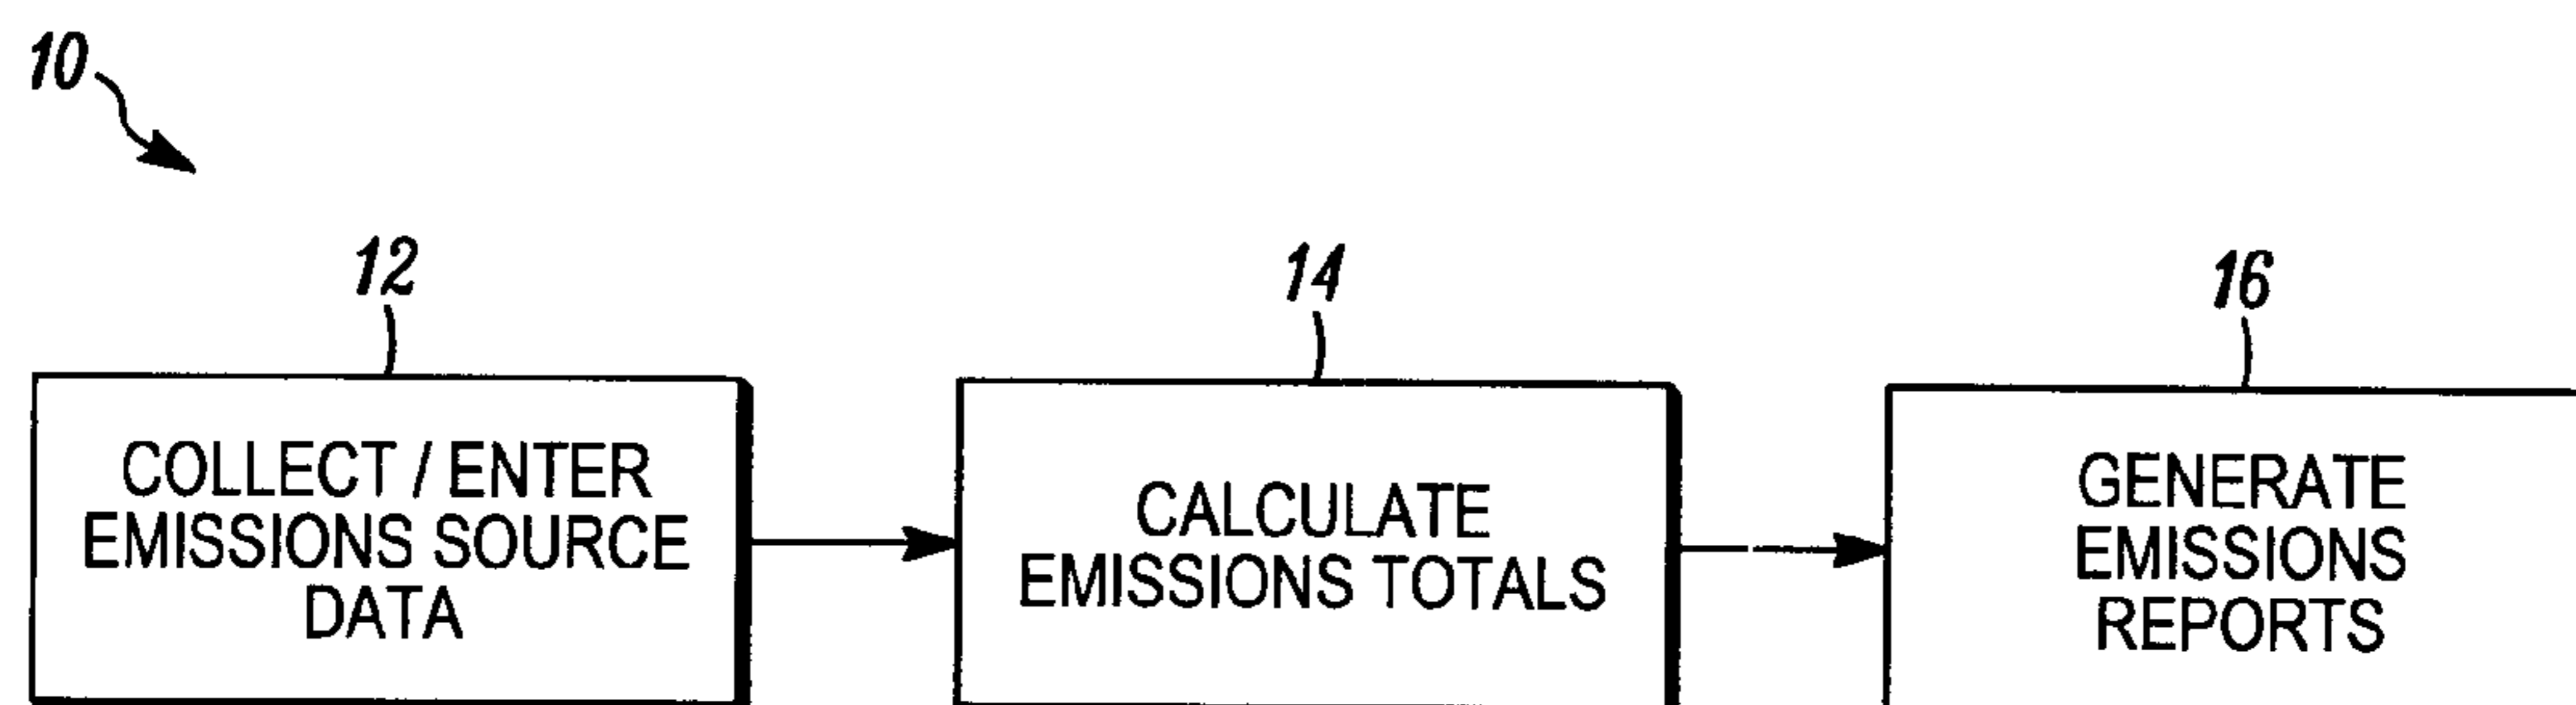 10
12
14
16
COLLECT / ENTER
EMISSIONS SOURCE
DATA
CALCULATE
EMISSIONS TOTALS
GENERATE
EMISSIONS
REPORTS